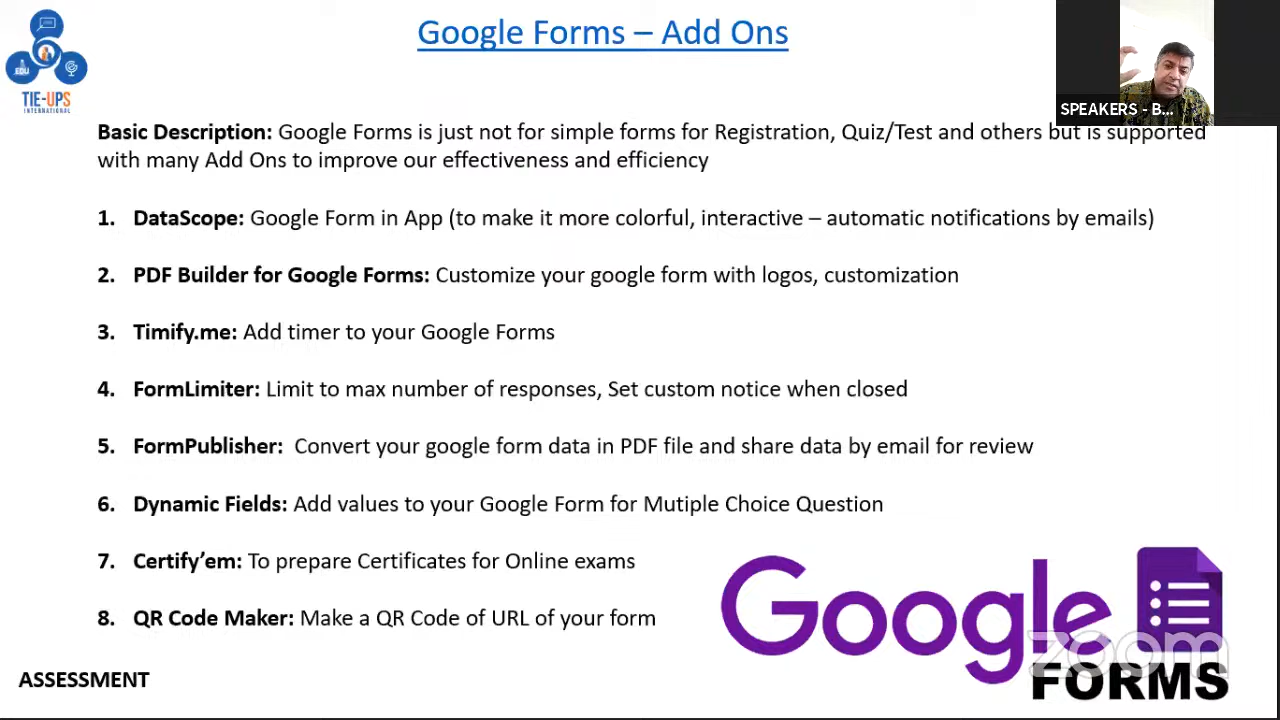 Google Forms – Add Ons
EDU
TIE-UPS
INTERNATIONAL
SPEAKERS - B...
Basic Description: Google Forms is just not for simple forms for Registration, Quiz/Test and others but is supported
with many Add Ons to improve our effectiveness and efficiency
1. DataScope: Google Form in App (to make it more colorful, interactive – automatic notifications by emails)
2. PDF Builder for Google Forms: Customize your google form with logos, customization
3. Timify.me: Add timer to your Google Forms
4. FormLimiter: Limit to max number of responses, Set custom notice when closed
5. FormPublisher: Convert your google form data in PDF file and share data by email for review
6. Dynamic Fields: Add values to your Google Form for Mutiple Choice Question
7. Certify’em: To prepare Certificates for Online exams
8. QR Code Maker: Make a QR Code of URL of your form
Google
zoom
FORMS
ASSESSMENT